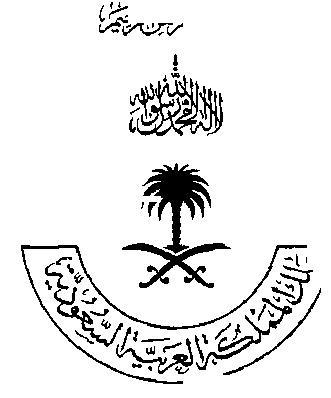 لا إله إلا الله محمد رسول الله
المملكة العربية السعودية